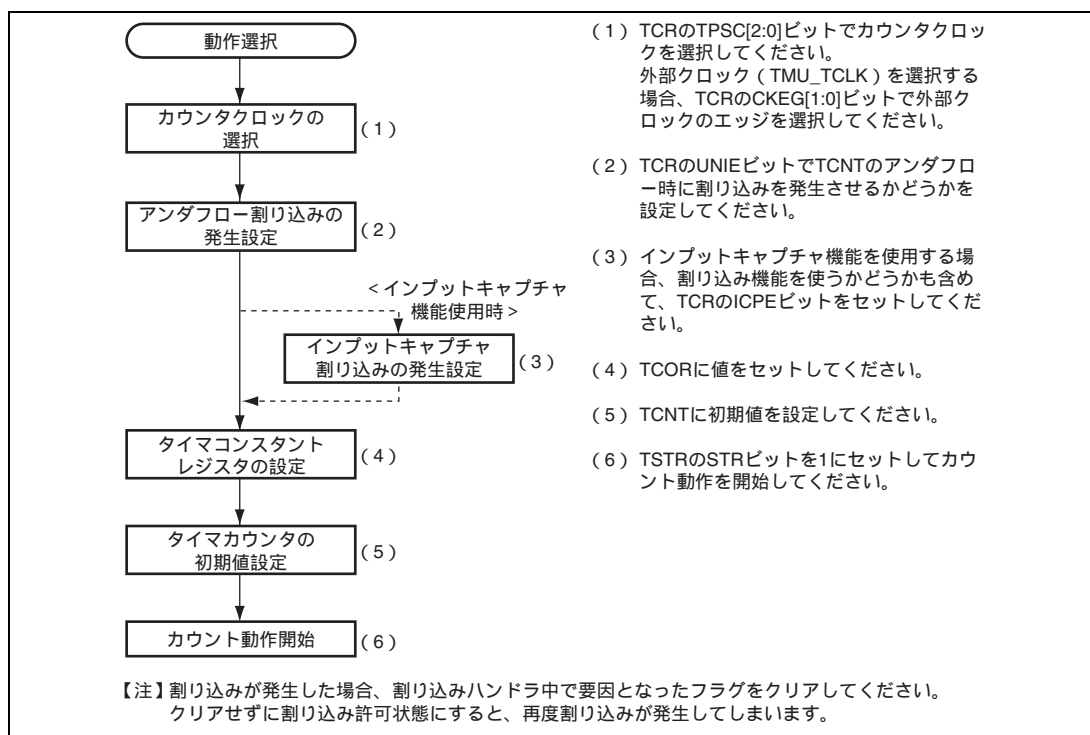 動作選択
カウンタクロックの
選択
(1)
アンダフロー割り込みの
発生設定
(2)
<インプットキャプチャ
機能使用時>
インプットキャプチャ
割り込みの発生設定
(3)
タイマコンスタント
レジスタの設定
(4)
タイマカウンタの
初期値設定
(5)
カウント動作開始
(6)
(1) TCRのTPSC[2:0]ビットでカウンタクロッ
クを選択してください。
外部クロック(TMU_TCLK)を選択する
場合、TCRのCKEG[1:0]ビットで外部ク
ロックのエッジを選択してください。
(2) TCRのUNIEビットでTCNTのアンダフロ
ー時に割り込みを発生させるかどうかを
設定してください。
(3) インプットキャプチャ機能を使用する場
合、割り込み機能を使うかどうかも含め
て、TCRのICPEビットをセットしてくだ
さい。
(4) TCORに値をセットしてください。
(5) TCNTに初期値を設定してください。
(6) TSTRのSTRビットを1にセットしてカウ
ント動作を開始してください。
【注】割り込みが発生した場合、割り込みハンドラ中で要因となったフラグをクリアしてください。
クリアせずに割り込み許可状態にすると、再度割り込みが発生してしまいます。